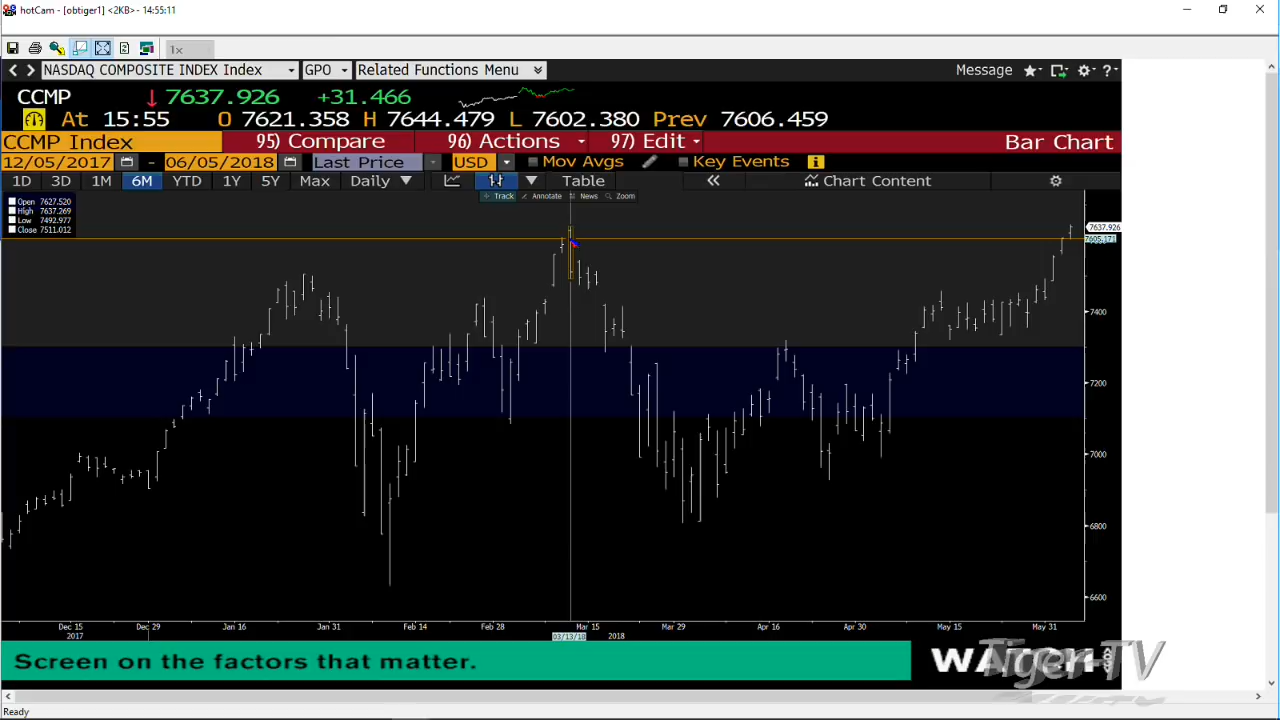 hotCam - [obtiger1] <2KB> - 14:55:11
1x
NASDAQ COMPOSITE INDEX Index GPO Related Functions Menu Message ?
CCMP 7637.926 +31.466
At 15:55 O 7621.358 H 7644.479 L 7602.380 Prev 7606.459
CCMP Index 95) Compare 96) Actions 97) Edit Bar Chart
12/05/2017 - 06/05/2018 Last Price USD Mov Avgs Key Events
1D 3D 1M 6M YTD 1Y 5Y Max Daily Table Chart Content
Track Annotate News Zoom
Open 7627.520
High 7637.269
Low 7492.977
Close 7511.012
7637.926
7400
7200
7000
6800
6600
Dec 15 Dec 29 Jan 16 Jan 31 Feb 14 Feb 28 Mar 15 Mar 29 Apr 16 Apr 30 May 15 May 31
2017 03/13/18 2018
Screen on the factors that matter.
Tiger-TV
Ready